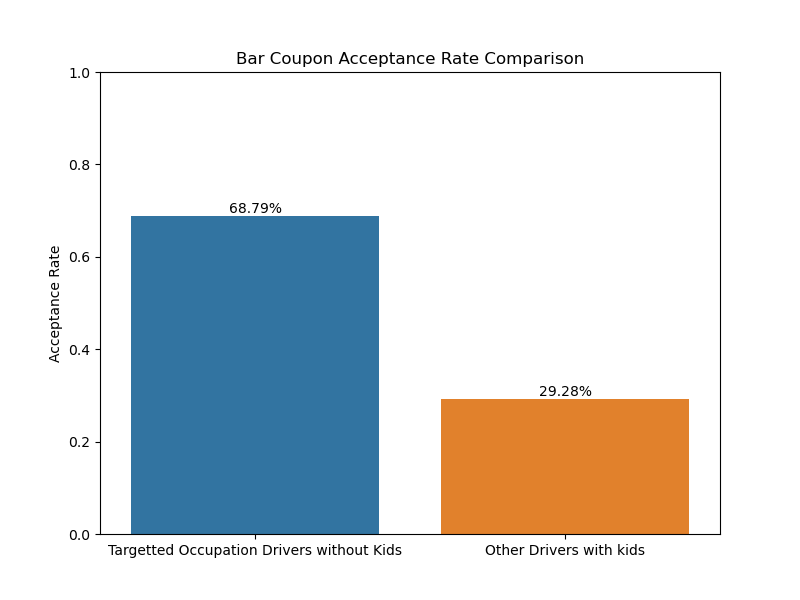 Bar Coupon Acceptance Rate Comparison
1.0
0.8
0.6
0.4
0.2
0.0
Acceptance Rate
68.79%
29.28%
Targetted Occupation Drivers without Kids
Other Drivers with kids